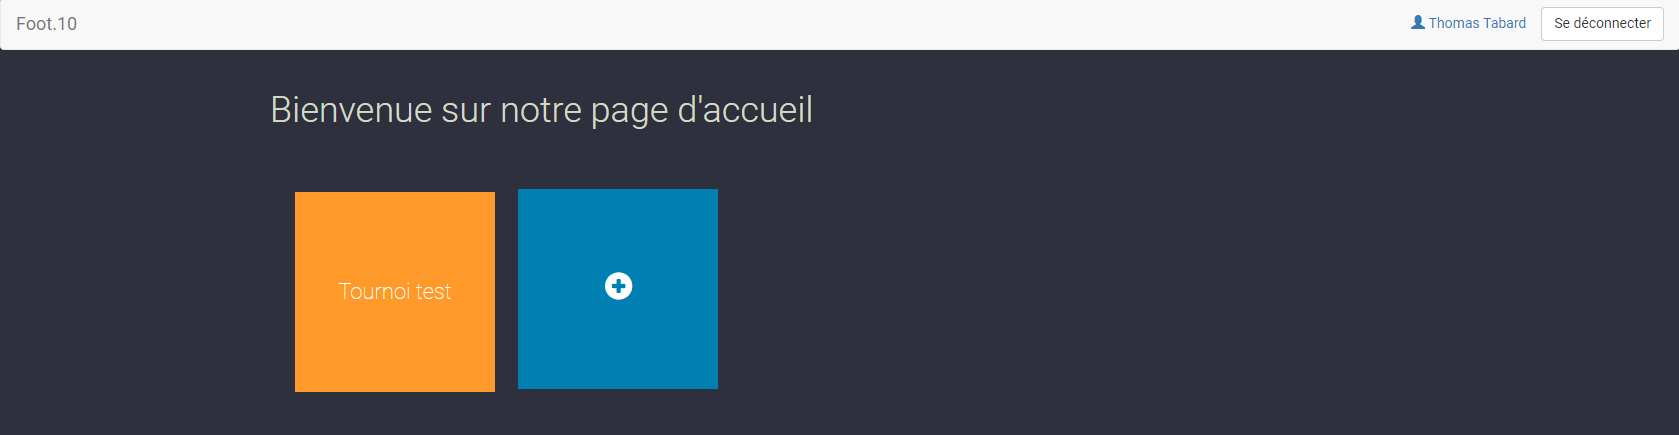 Foot.10
Thomas Tabard
Se déconnecter
Bienvenue sur notre page d'accueil
Tournoi test